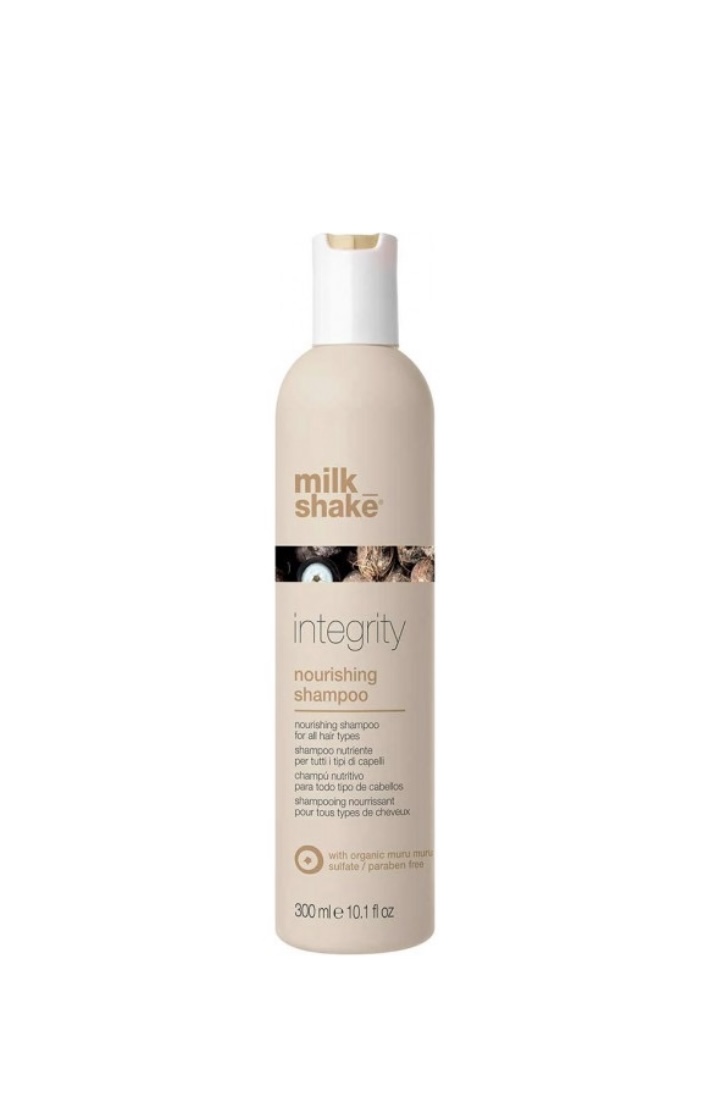 milk_
shake®
integrity
nourishing
shampoo
nourishing shampoo
for all hair types
shampoo nutriente
per tutti i tipi di capelli
champú nutritivo
para todo tipo de cabellos
shampooing nourrissant
pour tous types de cheveux
with organic muru muru
sulfate / paraben free
300 ml e 10.1 fl oz